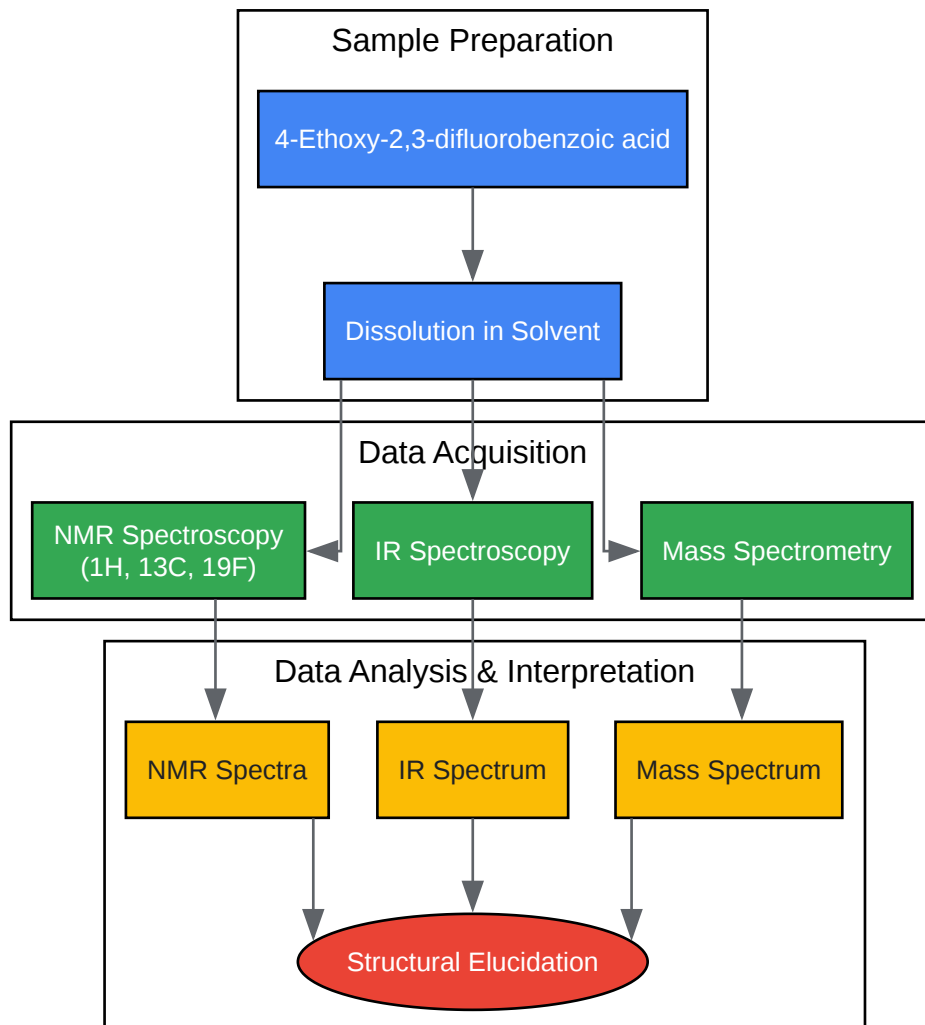 Sample Preparation
4-Ethoxy-2,3-difluorobenzoic acid
Dissolution in Solvent
Data Acquisition
NMR Spectroscopy
(1H, 13C, 19F)
IR Spectroscopy
Mass Spectrometry
Data Analysis & Interpretation
NMR Spectra
IR Spectrum
Mass Spectrum
Structural Elucidation